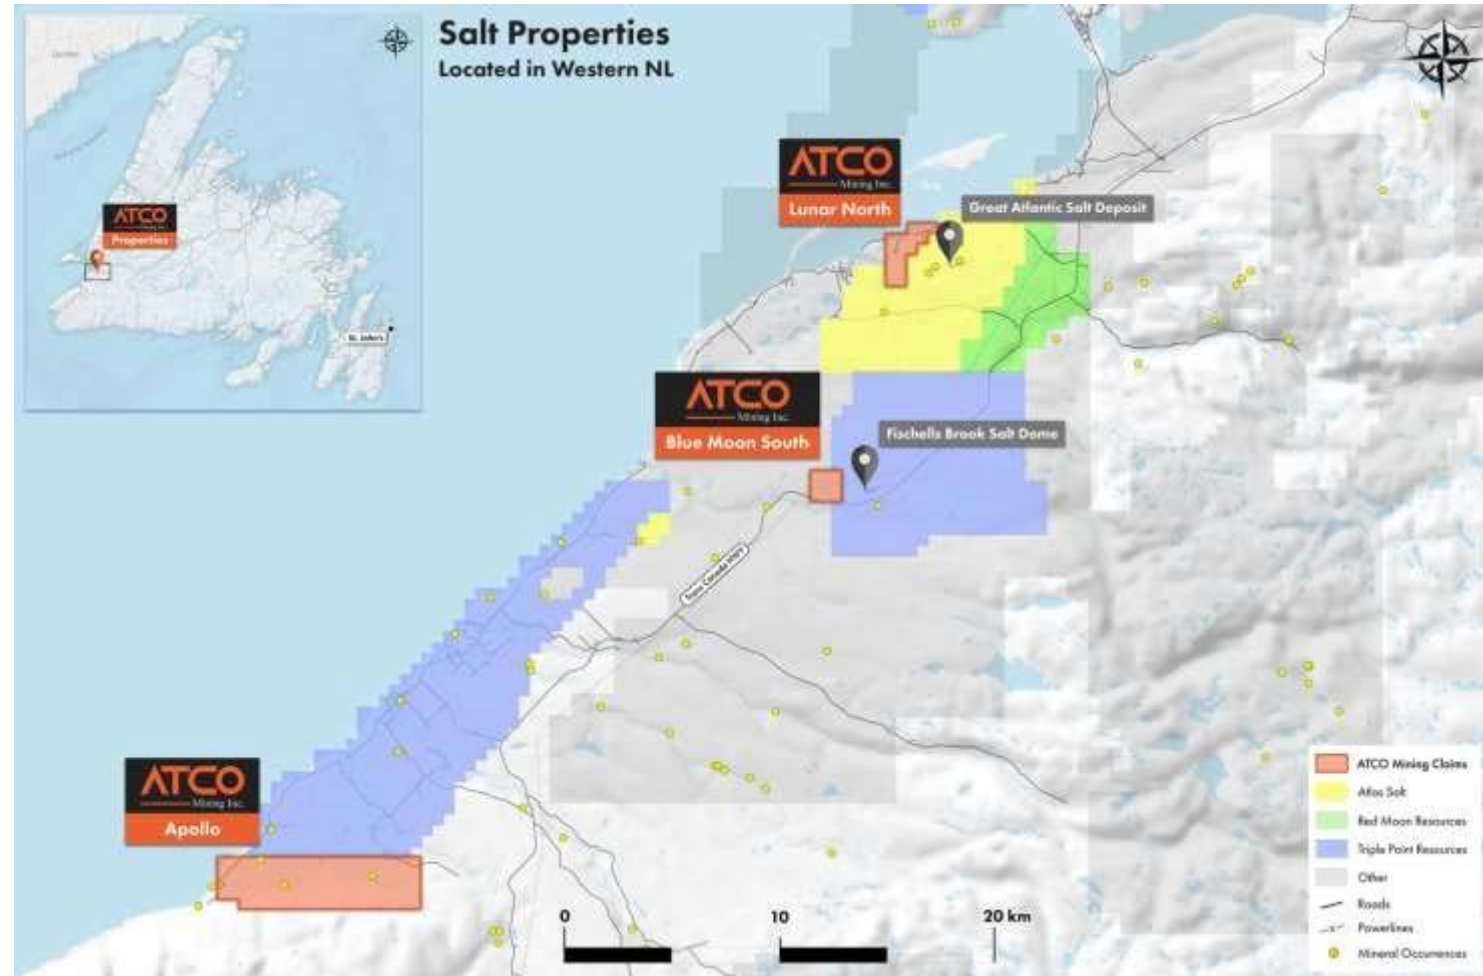 Salt Properties
Located in Western NL
ATCO
Properties
St. John's
ATCO
Mining Inc.
Lunar North
Great Atlantic Salt Deposit
ATCO
Mining Inc.
Blue Moon South
Fischells Brook Salt Dome
Trans Canada HWY
ATCO
Mining Inc.
Apollo
ATCO Mining Claims
Atlas Salt
Red Moon Resources
Triple Point Resources
Other
Roads
Powerlines
Mineral Occurrences
0 10 20 km